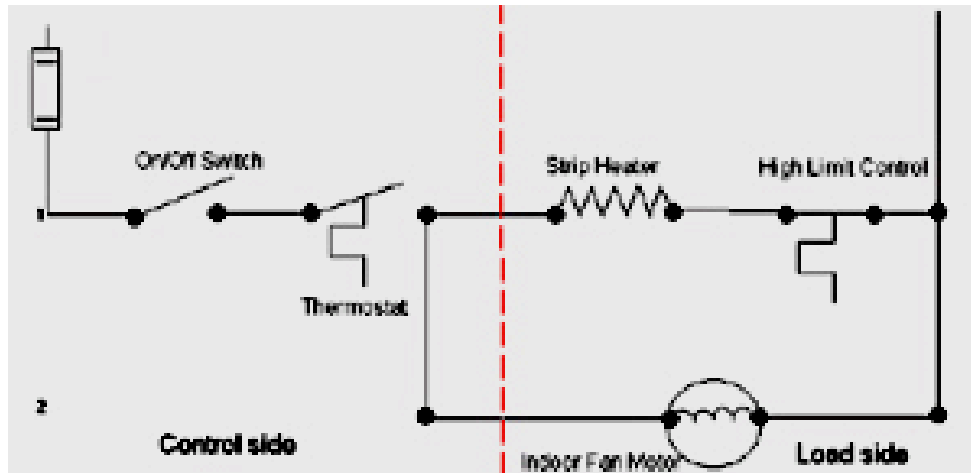 On/Off Switch
Strip Heater
High Limit Control
1
Thermostat
2
Control side
Indoor Fan Motor
Load side